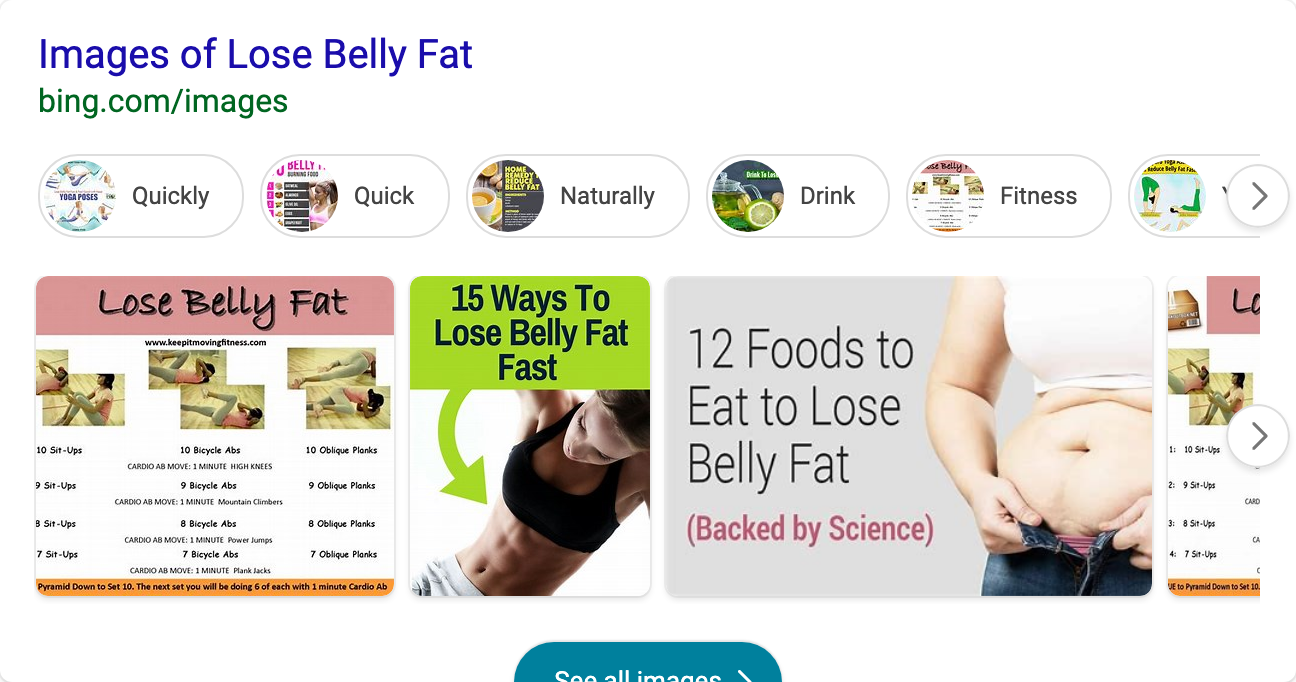 Images of Lose Belly Fat
bing.com/images
YOGA POSES
Quickly
BELLY
BURNING FOOD
Quick
HOME
REMEDY
REDUCE
BELLY FAT
Naturally
Drink To Los
Drink
Lose Belly
Fitness
Reduce Belly Fat Fast
Lose Belly Fat
www.keepitmovingfitness.com
10 Sit-Ups 10 Bicycle Abs 10 Oblique Planks
CARDIO AB MOVE: 1 MINUTE HIGH KNEES
9 Sit-Ups 9 Bicycle Abs 9 Oblique Planks
CARDIO AB MOVE: 1 MINUTE Mountain Climbers
8 Sit-Ups 8 Bicycle Abs 8 Oblique Planks
CARDIO AB MOVE: 1 MINUTE Power Jumps
7 Sit-Ups 7 Bicycle Abs 7 Oblique Planks
CARDIO AB MOVE: 1 MINUTE Plank Jacks
Pyramid Down to Set 10. The next set you will be doing 6 of each with 1 minute Cardio Ab
15 Ways To
Lose Belly Fat
Fast
12 Foods to
Eat to Lose
Belly Fat
(Backed by Science)
Lo
1: 10 Sit-Ups
2: 9 Sit-Ups
CARD
3: 8 Sit-Ups
CA
4: 7 Sit-Ups
C
UE to Pyramid Down to Set 10.
See all images